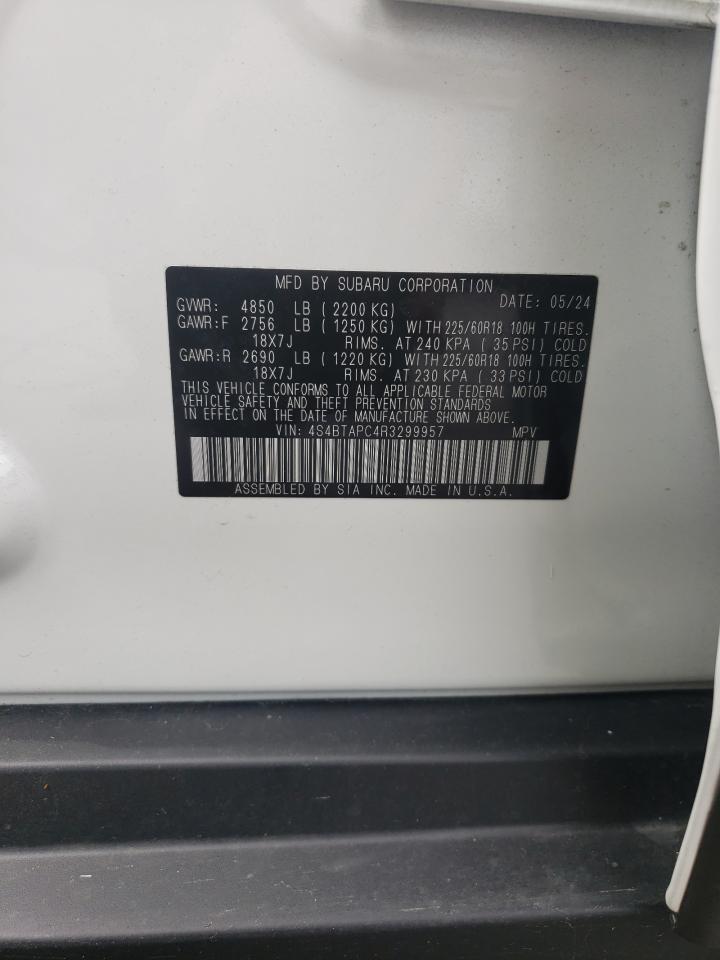 MFD BY SUBARU CORPORATION
DATE: 05/24
GVWR: 4850 LB ( 2200 KG)
GAWR:F 2756 LB ( 1250 KG) WITH 225/60R18 100H TIRES.
18X7J RIMS. AT 240 KPA ( 35 PSI) COLD
GAWR:R 2690 LB ( 1220 KG) WITH 225/60R18 100H TIRES.
18X7J RIMS. AT 230 KPA ( 33 PSI) COLD
THIS VEHICLE CONFORMS TO ALL APPLICABLE FEDERAL MOTOR
VEHICLE SAFETY AND THEFT PREVENTION STANDARDS
IN EFFECT ON THE DATE OF MANUFACTURE SHOWN ABOVE.
VIN: 4S4BTAPC4R3299957 MPV
ASSEMBLED BY SIA INC. MADE IN U.S.A.